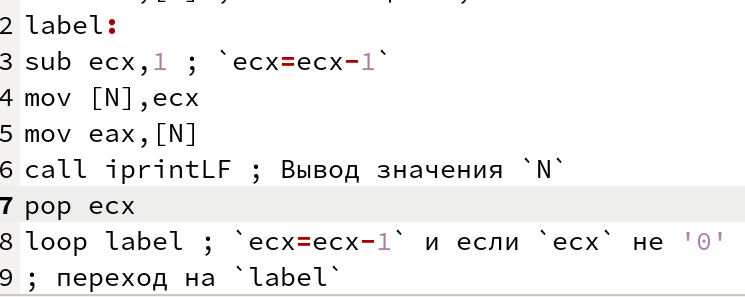 2 label:
3 sub ecx,1 ; `ecx=ecx-1`
4 mov [N],ecx
5 mov eax,[N]
6 call iprintLF ; Вывод значения `N`
7 pop ecx
8 loop label ; `ecx=ecx-1` и если `ecx` не '0'
9 ; переход на `label`